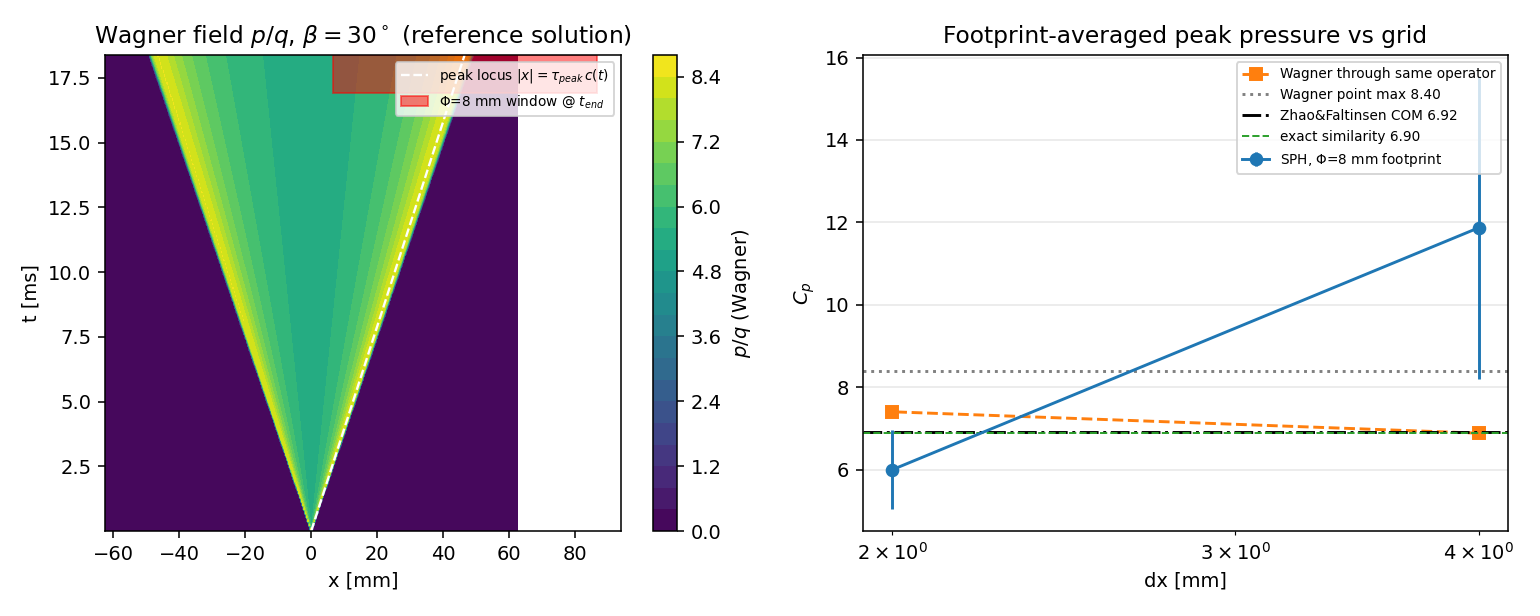 Wagner field p/q, β = 30° (reference solution)
17.5
15.0
12.5
10.0
7.5
5.0
2.5
t [ms]
−60
−40
−20
0
20
40
60
80
x [mm]
peak locus |x| = τ_peak c(t)
Φ=8 mm window @ t_end
8.4
7.2
6.0
4.8
3.6
2.4
1.2
0.0
p/q (Wagner)
Footprint-averaged peak pressure vs grid
16
14
12
10
8
6
C_p
2 × 10⁰
3 × 10⁰
4 × 10⁰
dx [mm]
Wagner through same operator
Wagner point max 8.40
Zhao&Faltinsen COM 6.92
exact similarity 6.90
SPH, Φ=8 mm footprint